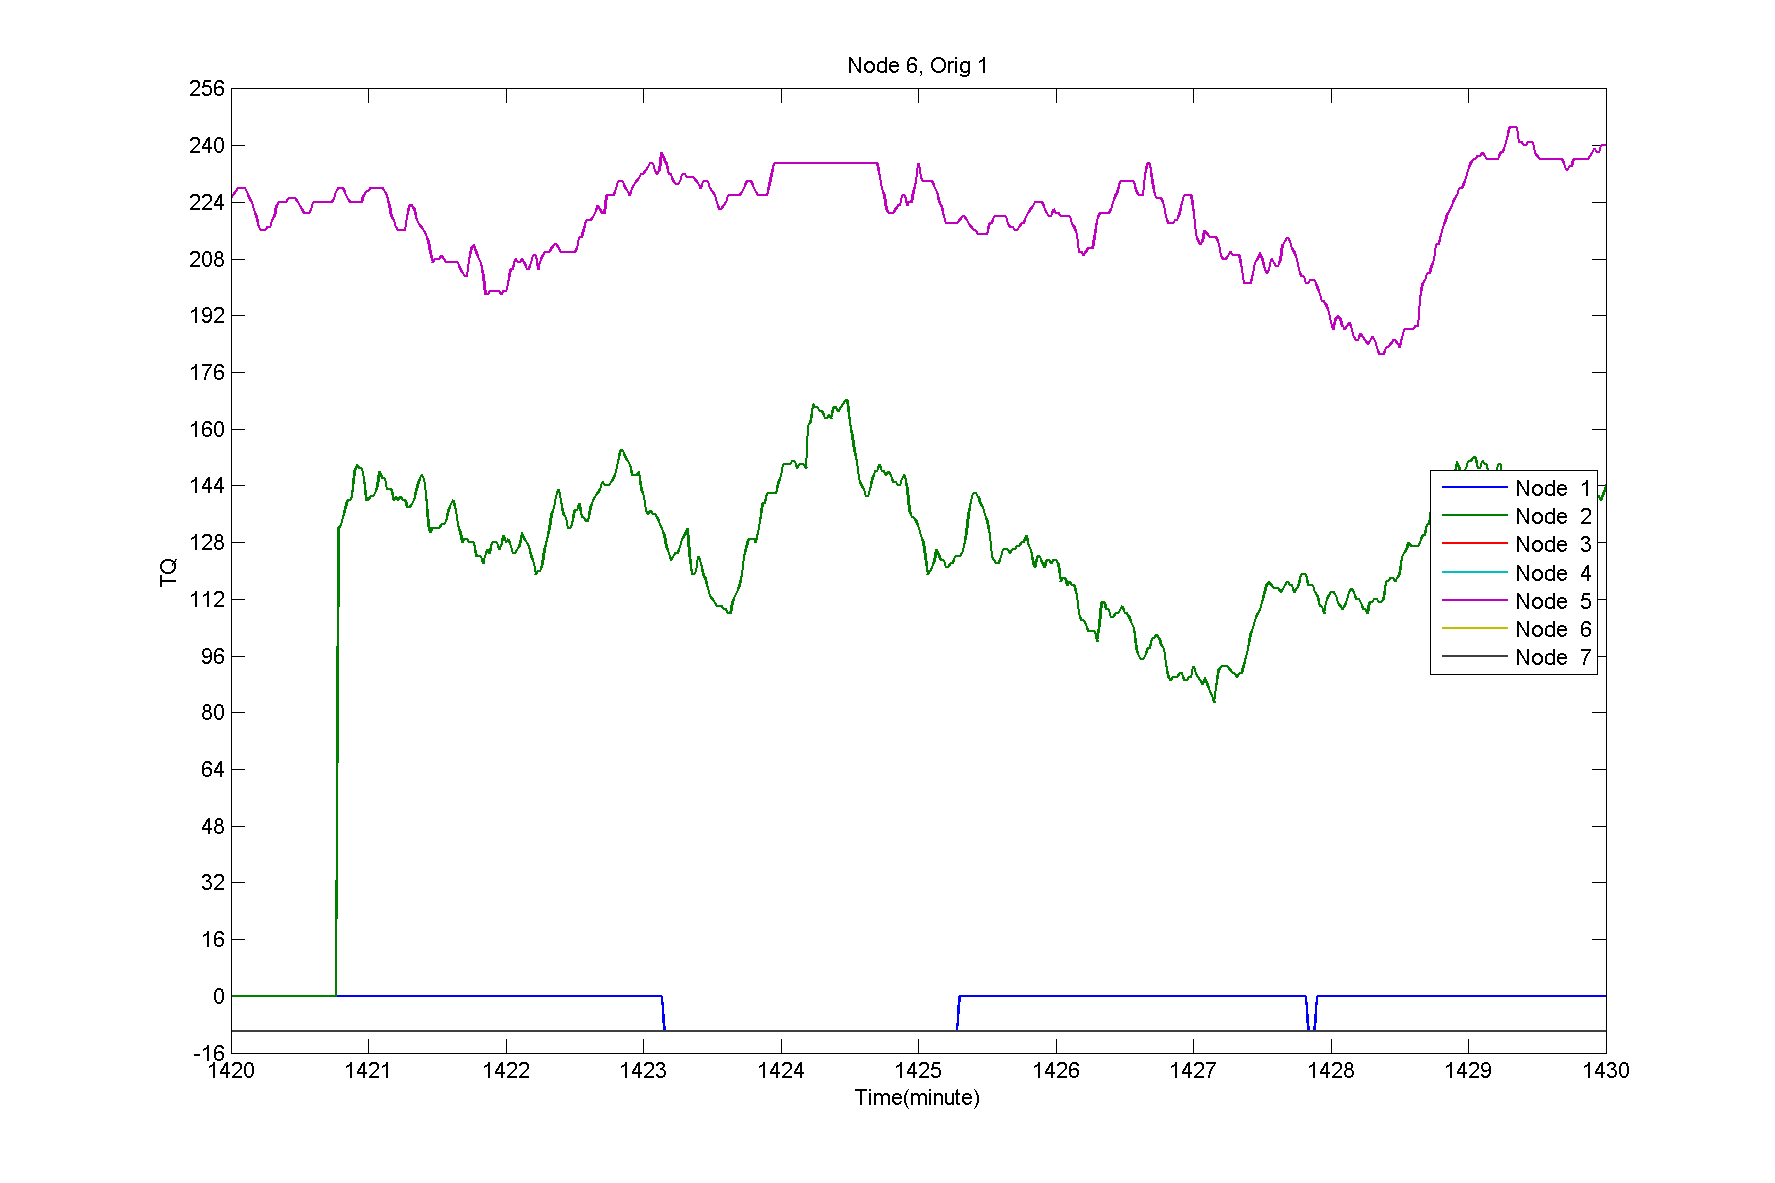 Node 6, Orig 1
256
240
224
208
192
176
160
144
128
112
96
80
64
48
32
16
0
-16
TQ
Node 1
Node 2
Node 3
Node 4
Node 5
Node 6
Node 7
1420 1421 1422 1423 1424 1425 1426 1427 1428 1429 1430
Time(minute)